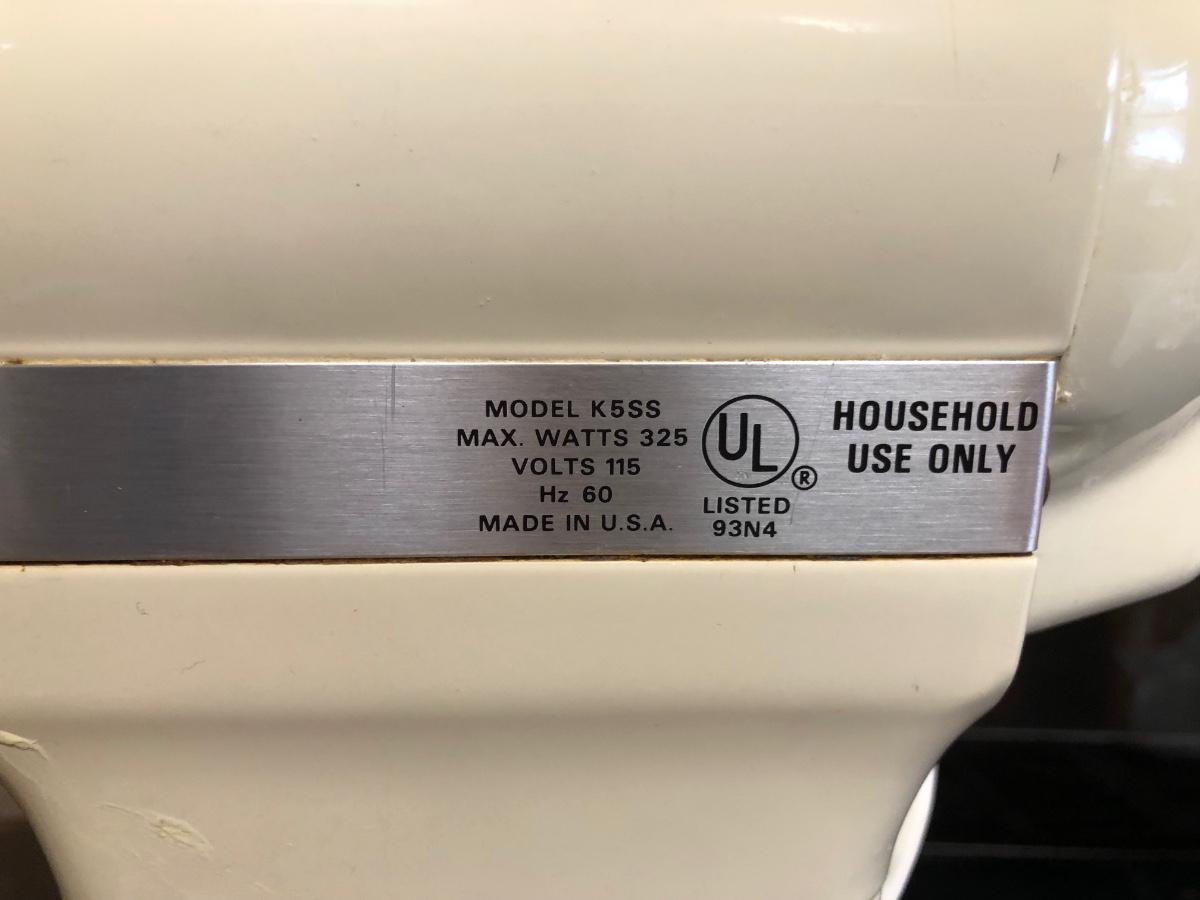 MODEL K5SS
MAX. WATTS 325
VOLTS 115
Hz 60
MADE IN U.S.A.
UL ®
LISTED
93N4
HOUSEHOLD
USE ONLY